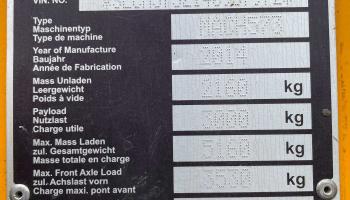 VIN. NO.
Type
Maschinentyp
Type de machine
Year of Manufacture
Baujahr
Année de Fabrication
2014
Mass Unladen
Leergewicht
Poids à vide
2160
kg
Payload
Nutzlast
Charge utile
3000
kg
Max. Mass Laden
zul. Gesamtgewicht
Masse totale en charge
5160
kg
Max. Front Axle Load
zul. Achslast vorn
Charge maxi. pont avant
3550
kg